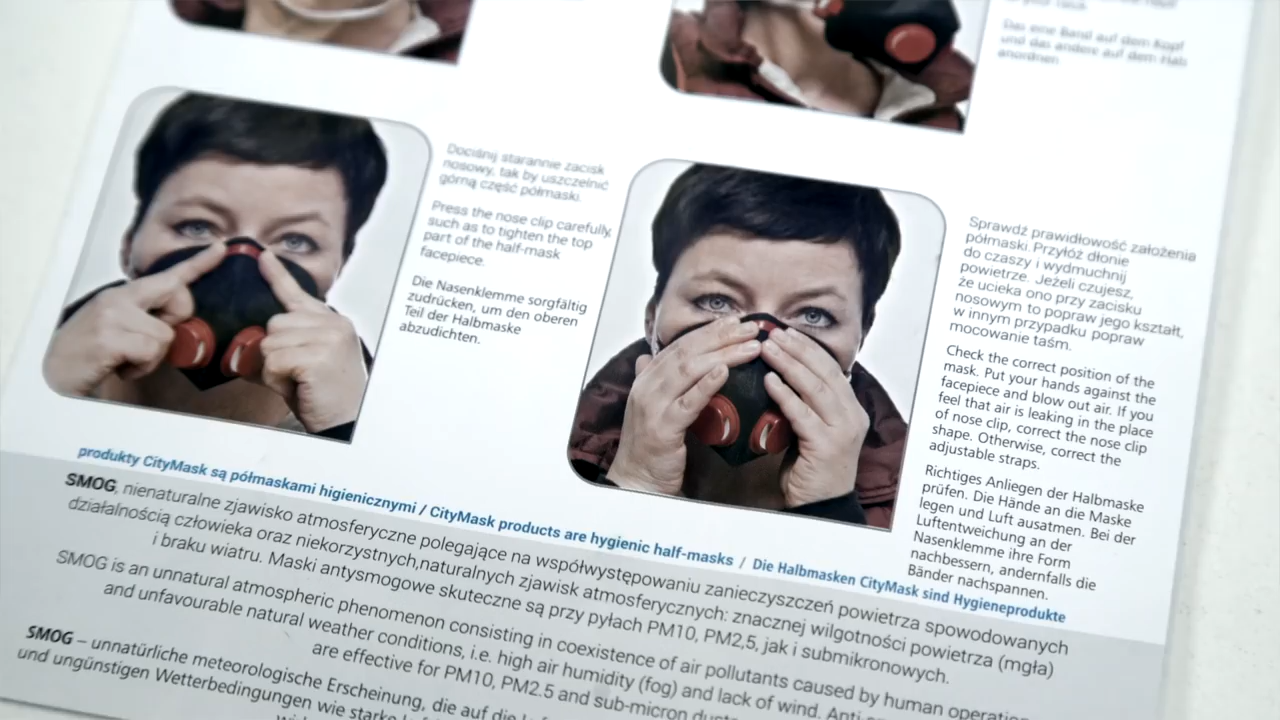 Das eine Band auf dem Kopf
und das andere auf dem Hals
anordnen.
Dociśnij starannie zacisk
nosowy, tak by uszczelnić
górną część półmaski.
Press the nose clip carefully,
such as to tighten the top
part of the half-mask
facepiece.
Die Nasenklemme sorgfältig
zudrücken, um den oberen
Teil der Halbmaske
abzudichten.
Sprawdź prawidłowość założenia
półmaski. Przyłóż dłonie
do czaszy i wydmuchnij
powietrze. Jeżeli czujesz,
że ucieka ono przy zacisku
nosowym to popraw jego kształt,
w innym przypadku popraw
mocowanie taśm.
Check the correct position of the
mask. Put your hands against the
facepiece and blow out air. If you
feel that air is leaking in the place
of nose clip, correct the nose clip
shape. Otherwise, correct the
adjustable straps.
Richtiges Anliegen der Halbmaske
prüfen. Die Hände an die Maske
legen und Luft ausatmen. Bei der
Luftentweichung an der
Nasenklemme ihre Form
nachbessern, andernfalls die
Bänder nachspannen.
produkty CityMask są półmaskami higienicznymi / CityMask products are hygienic half-masks / Die Halbmasken CityMask sind Hygieneprodukte
SMOG, nienaturalne zjawisko atmosferyczne polegające na współwystępowaniu zanieczyszczeń powietrza spowodowanych
działalnością człowieka oraz niekorzystnych,naturalnych zjawisk atmosferycznych: znacznej wilgotności powietrza (mgła)
i braku wiatru. Maski antysmogowe skuteczne są przy pyłach PM10, PM2,5, jak i submikronowych.
SMOG is an unnatural atmospheric phenomenon consisting in coexistence of air pollutants caused by human operation
and unfavourable natural weather conditions, i.e. high air humidity (fog) and lack of wind.
are effective for PM10, PM2.5 and sub-micron
SMOG – unnatürliche meteorologische Erscheinung, die auf die
und ungünstigen Wetterbedingungen wie starke